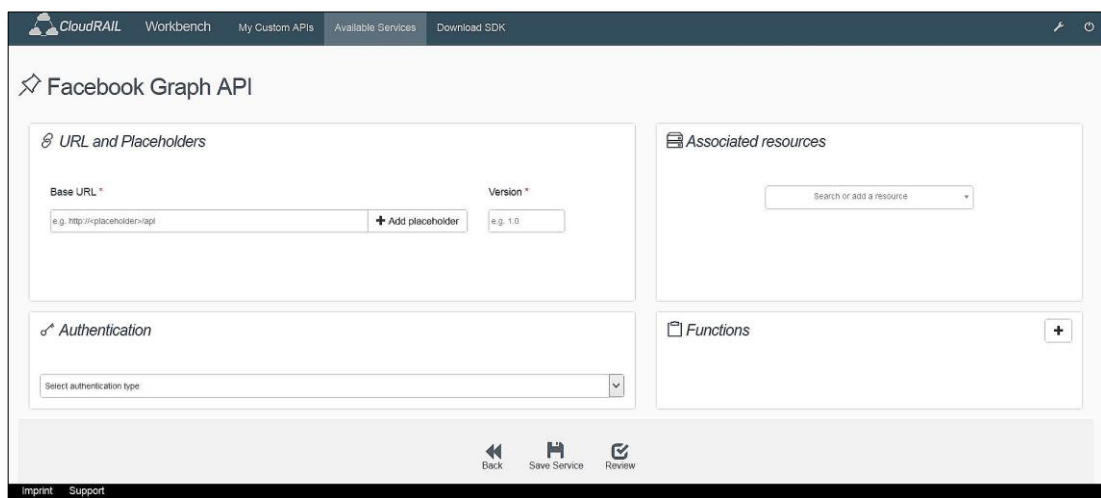 CloudRAIL Workbench My Custom APIs Available Services Download SDK
Facebook Graph API
URL and Placeholders
Associated resources
Base URL *
Version *
Search or add a resource
e.g. http://<placeholder>/api
+ Add placeholder
e.g. 1.0
Authentication
Functions
+
Select authentication type
Back Save Service Review
Imprint Support